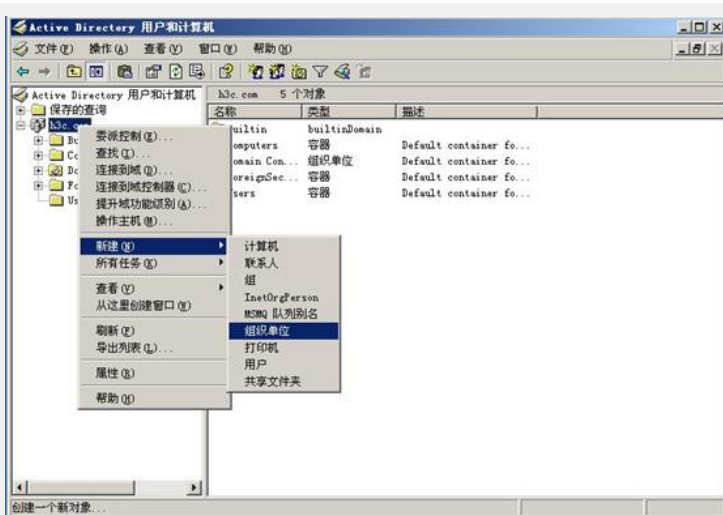 Active Directory 用户和计算机
文件(F) 操作(A) 查看(V) 窗口(W) 帮助(H)
Active Directory 用户和计算机
h3c.com 5 个对象
保存的查询
名称 类型 描述
h3c.com
builtinDomain
容器 Default container fo...
组织单位 Default container fo...
容器 Default container fo...
容器 Default container fo...
委派控制(E)...
查找(I)...
连接到域(D)...
连接到域控制器(C)...
提升域功能级别(A)...
操作主机(M)...
新建(N)
所有任务(K)
查看(V)
从这里创建窗口(W)
刷新(F)
导出列表(L)...
属性(R)
帮助(H)
计算机
联系人
组
InetOrgPerson
MSMQ 队列别名
组织单位
打印机
用户
共享文件夹
创建一个新对象...